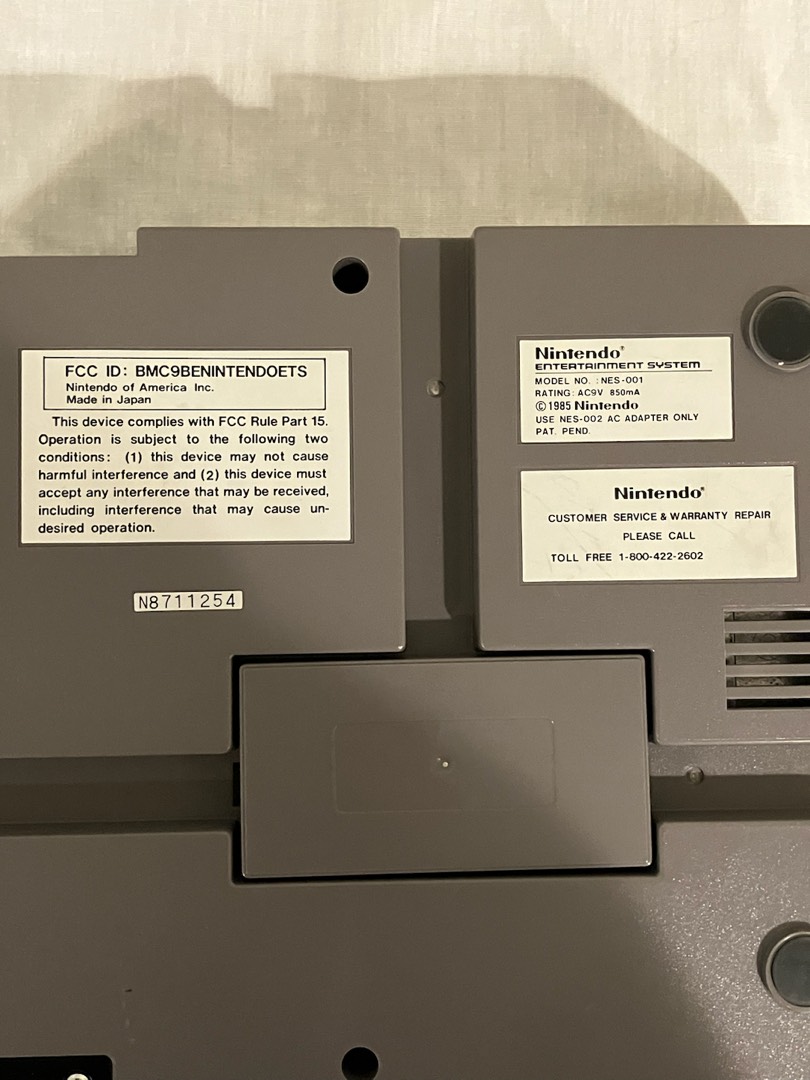 FCC ID: BMC9BENINTENDOETS
Nintendo of America Inc.
Made in Japan
This device complies with FCC Rule Part 15.
Operation is subject to the following two
conditions: (1) this device may not cause
harmful interference and (2) this device must
accept any interference that may be received,
including interference that may cause un-
desired operation.
N8711254
Nintendo®
ENTERTAINMENT SYSTEM
MODEL NO. : NES-001
RATING: AC9V 850mA
© 1985 Nintendo
USE NES-002 AC ADAPTER ONLY
PAT. PEND.
Nintendo®
CUSTOMER SERVICE & WARRANTY REPAIR
PLEASE CALL
TOLL FREE 1-800-422-2602